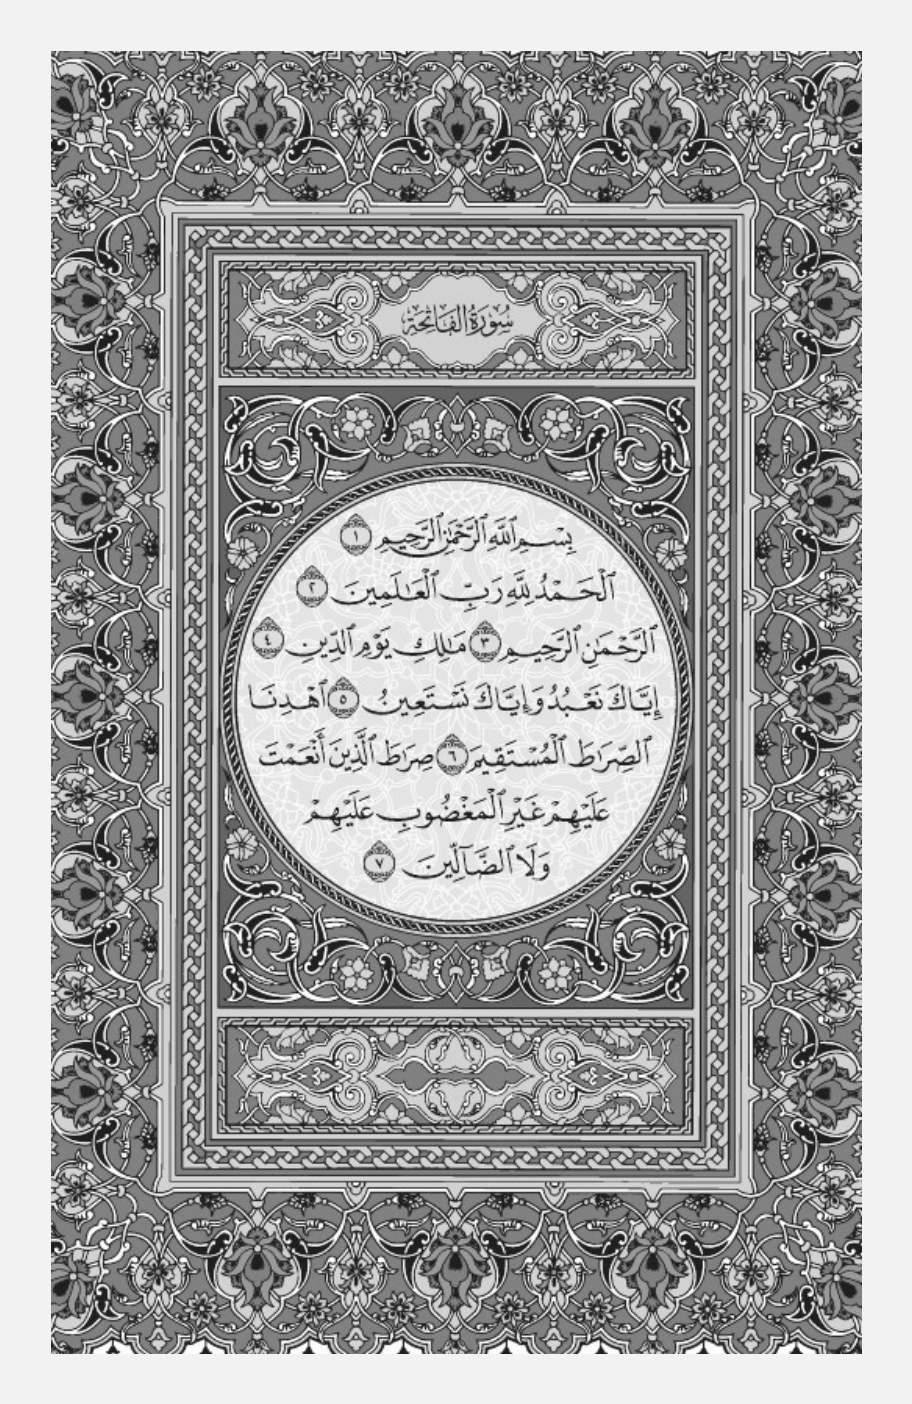 سُورَةُ الفَاتِحَةِ
بِسْمِ ٱللَّهِ ٱلرَّحْمَٰنِ ٱلرَّحِيمِ ١
ٱلْحَمْدُ لِلَّهِ رَبِّ ٱلْعَٰلَمِينَ ٢
ٱلرَّحْمَٰنِ ٱلرَّحِيمِ ٣ مَٰلِكِ يَوْمِ ٱلدِّينِ ٤
إِيَّاكَ نَعْبُدُ وَإِيَّاكَ نَسْتَعِينُ ٥ ٱهْدِنَا
ٱلصِّرَٰطَ ٱلْمُسْتَقِيمَ ٦ صِرَٰطَ ٱلَّذِينَ أَنْعَمْتَ
عَلَيْهِمْ غَيْرِ ٱلْمَغْضُوبِ عَلَيْهِمْ
وَلَا ٱلضَّآلِّينَ ٧